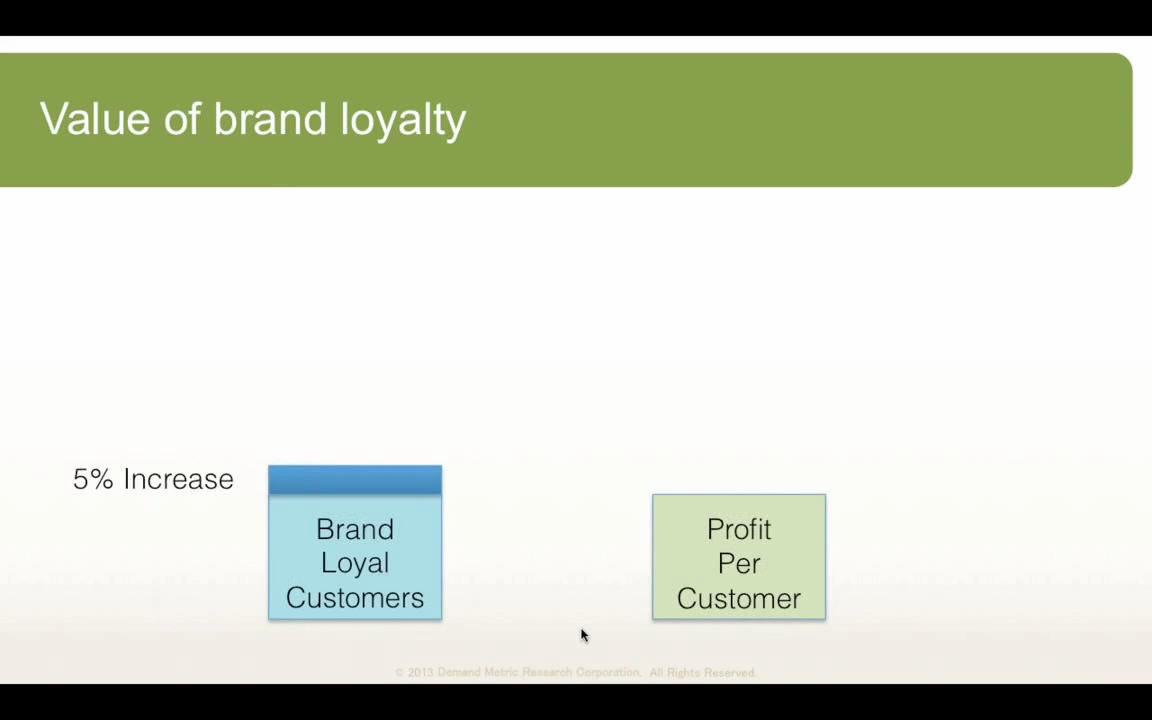 Value of brand loyalty
5% Increase
Brand
Loyal
Customers
Profit
Per
Customer
© 2013 Demand Metric Research Corporation. All Rights Reserved.